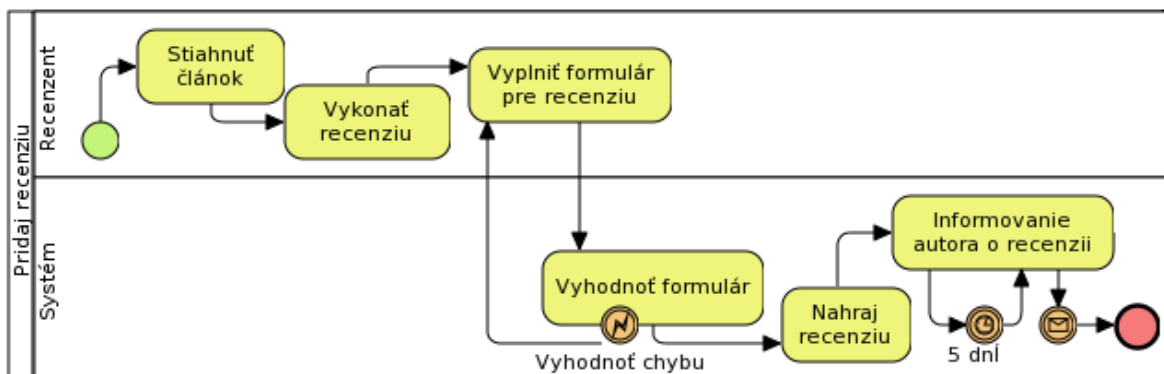 Pridaj recenziu
Recenzent
Stiahnuť
článok
Vykonať
recenziu
Vyplniť formulár
pre recenziu
Systém
Vyhodnoť formulár
Vyhodnoť chybu
Nahraj
recenziu
Informovanie
autora o recenzii
5 dnÍ